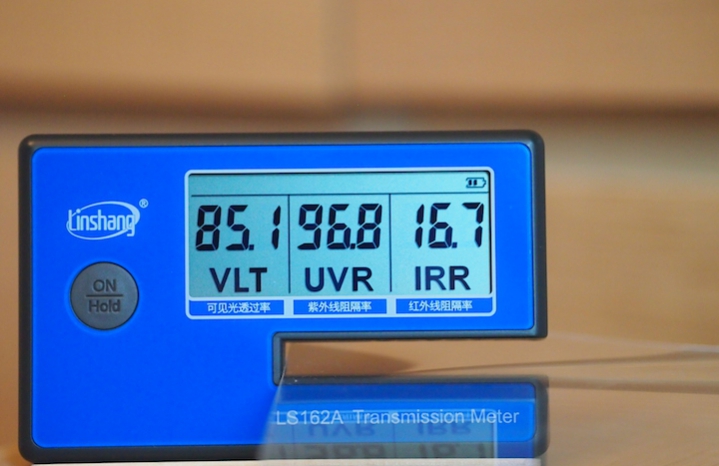 Linshang®
ON
Hold
85.1 96.8 16.7
VLT UVR IRR
可见光透过率 紫外线阻隔率 红外线阻隔率
LS162A Transmission Meter